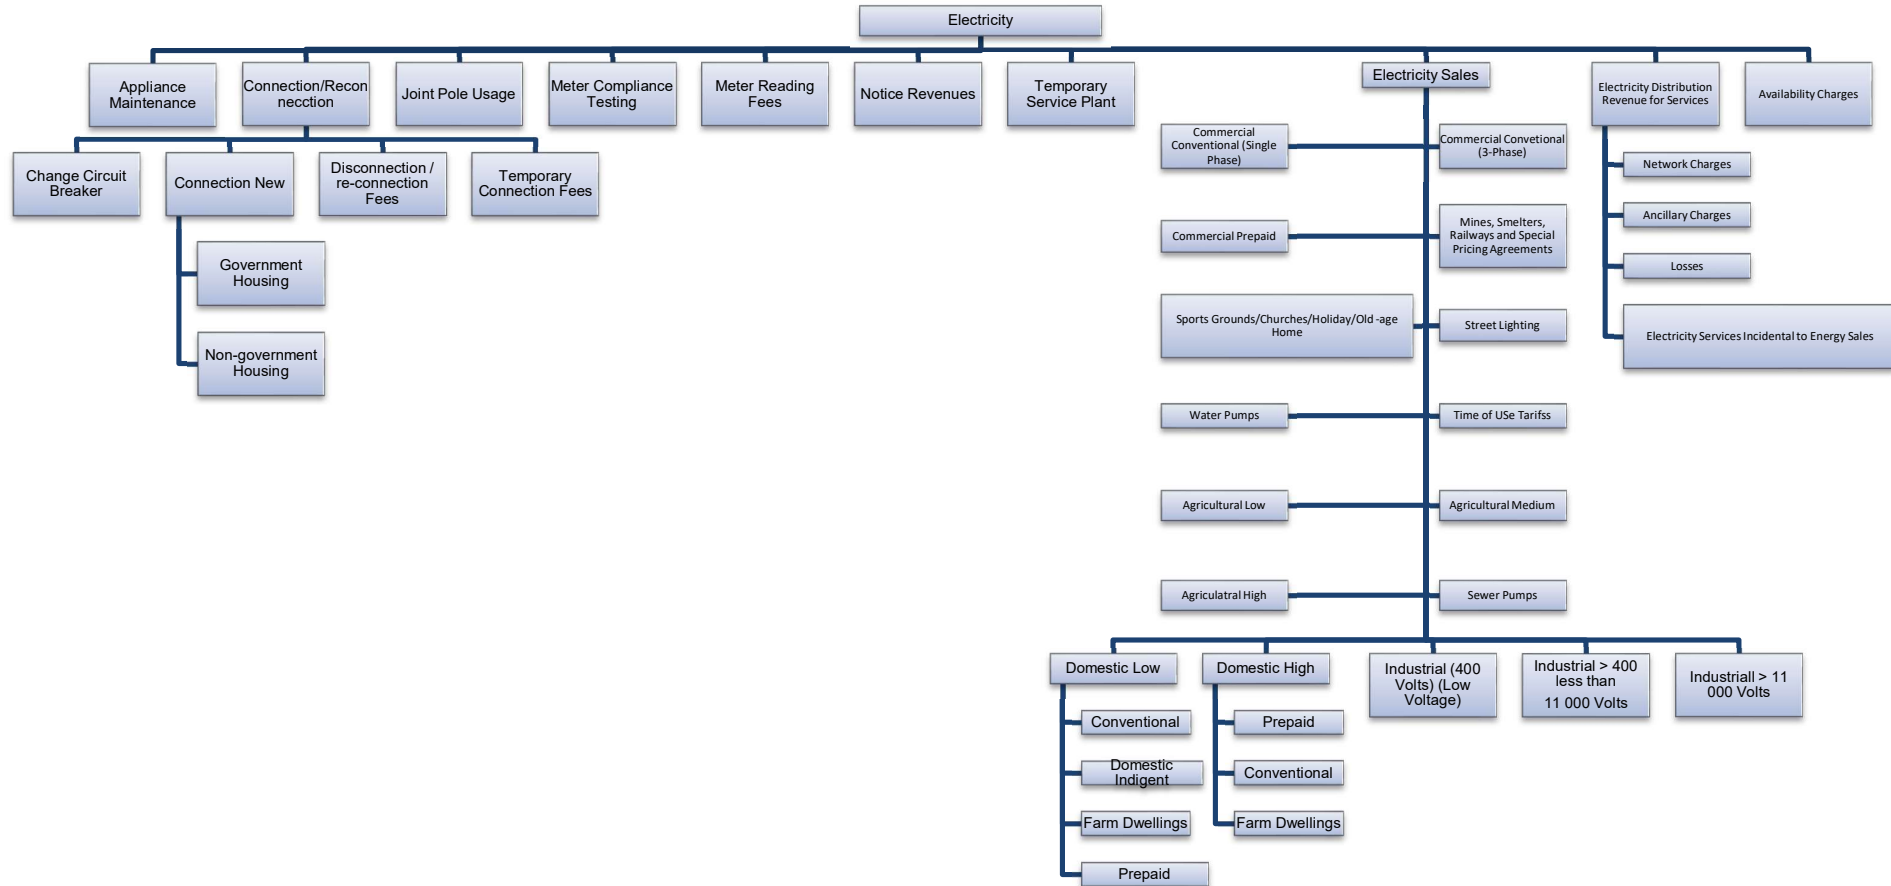 Electricity
Appliance
Maintenance
Connection/Recon
necction
Joint Pole Usage
Meter Compliance
Testing
Meter Reading
Fees
Notice Revenues
Temporary
Service Plant
Electricity Sales
Electricity Distribution
Revenue for Services
Availability Charges
Change Circuit
Breaker
Connection New
Disconnection /
re-connection
Fees
Temporary
Connection Fees
Government
Housing
Non-government
Housing
Commercial
Conventional (Single
Phase)
Commercial Convetional
(3-Phase)
Commercial Prepaid
Mines, Smelters,
Railways and Special
Pricing Agreements
Sports Grounds/Churches/Holiday/Old -age
Home
Street Lighting
Water Pumps
Time of USe Tarifss
Agricultural Low
Agricultural Medium
Agriculatral High
Sewer Pumps
Network Charges
Ancillary Charges
Losses
Electricity Services Incidental to Energy Sales
Domestic Low
Domestic High
Industrial (400
Volts) (Low
Voltage)
Industrial > 400
less than
11 000 Volts
Industriall > 11
000 Volts
Conventional
Domestic
Indigent
Farm Dwellings
Prepaid
Prepaid
Conventional
Farm Dwellings